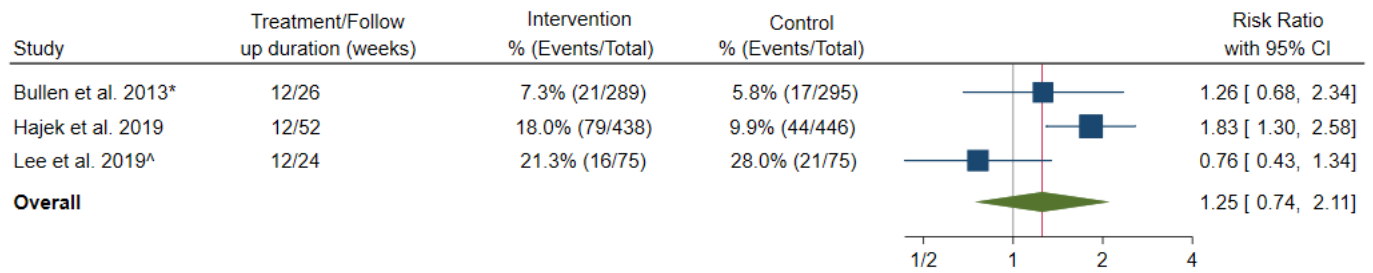 Treatment/Follow Intervention Control Risk Ratio
Study up duration (weeks) % (Events/Total) % (Events/Total) with 95% CI
Bullen et al. 2013* 12/26 7.3% (21/289) 5.8% (17/295) 1.26 [ 0.68, 2.34]
Hajek et al. 2019 12/52 18.0% (79/438) 9.9% (44/446) 1.83 [ 1.30, 2.58]
Lee et al. 2019^ 12/24 21.3% (16/75) 28.0% (21/75) 0.76 [ 0.43, 1.34]
Overall 1.25 [ 0.74, 2.11]
1/2 1 2 4